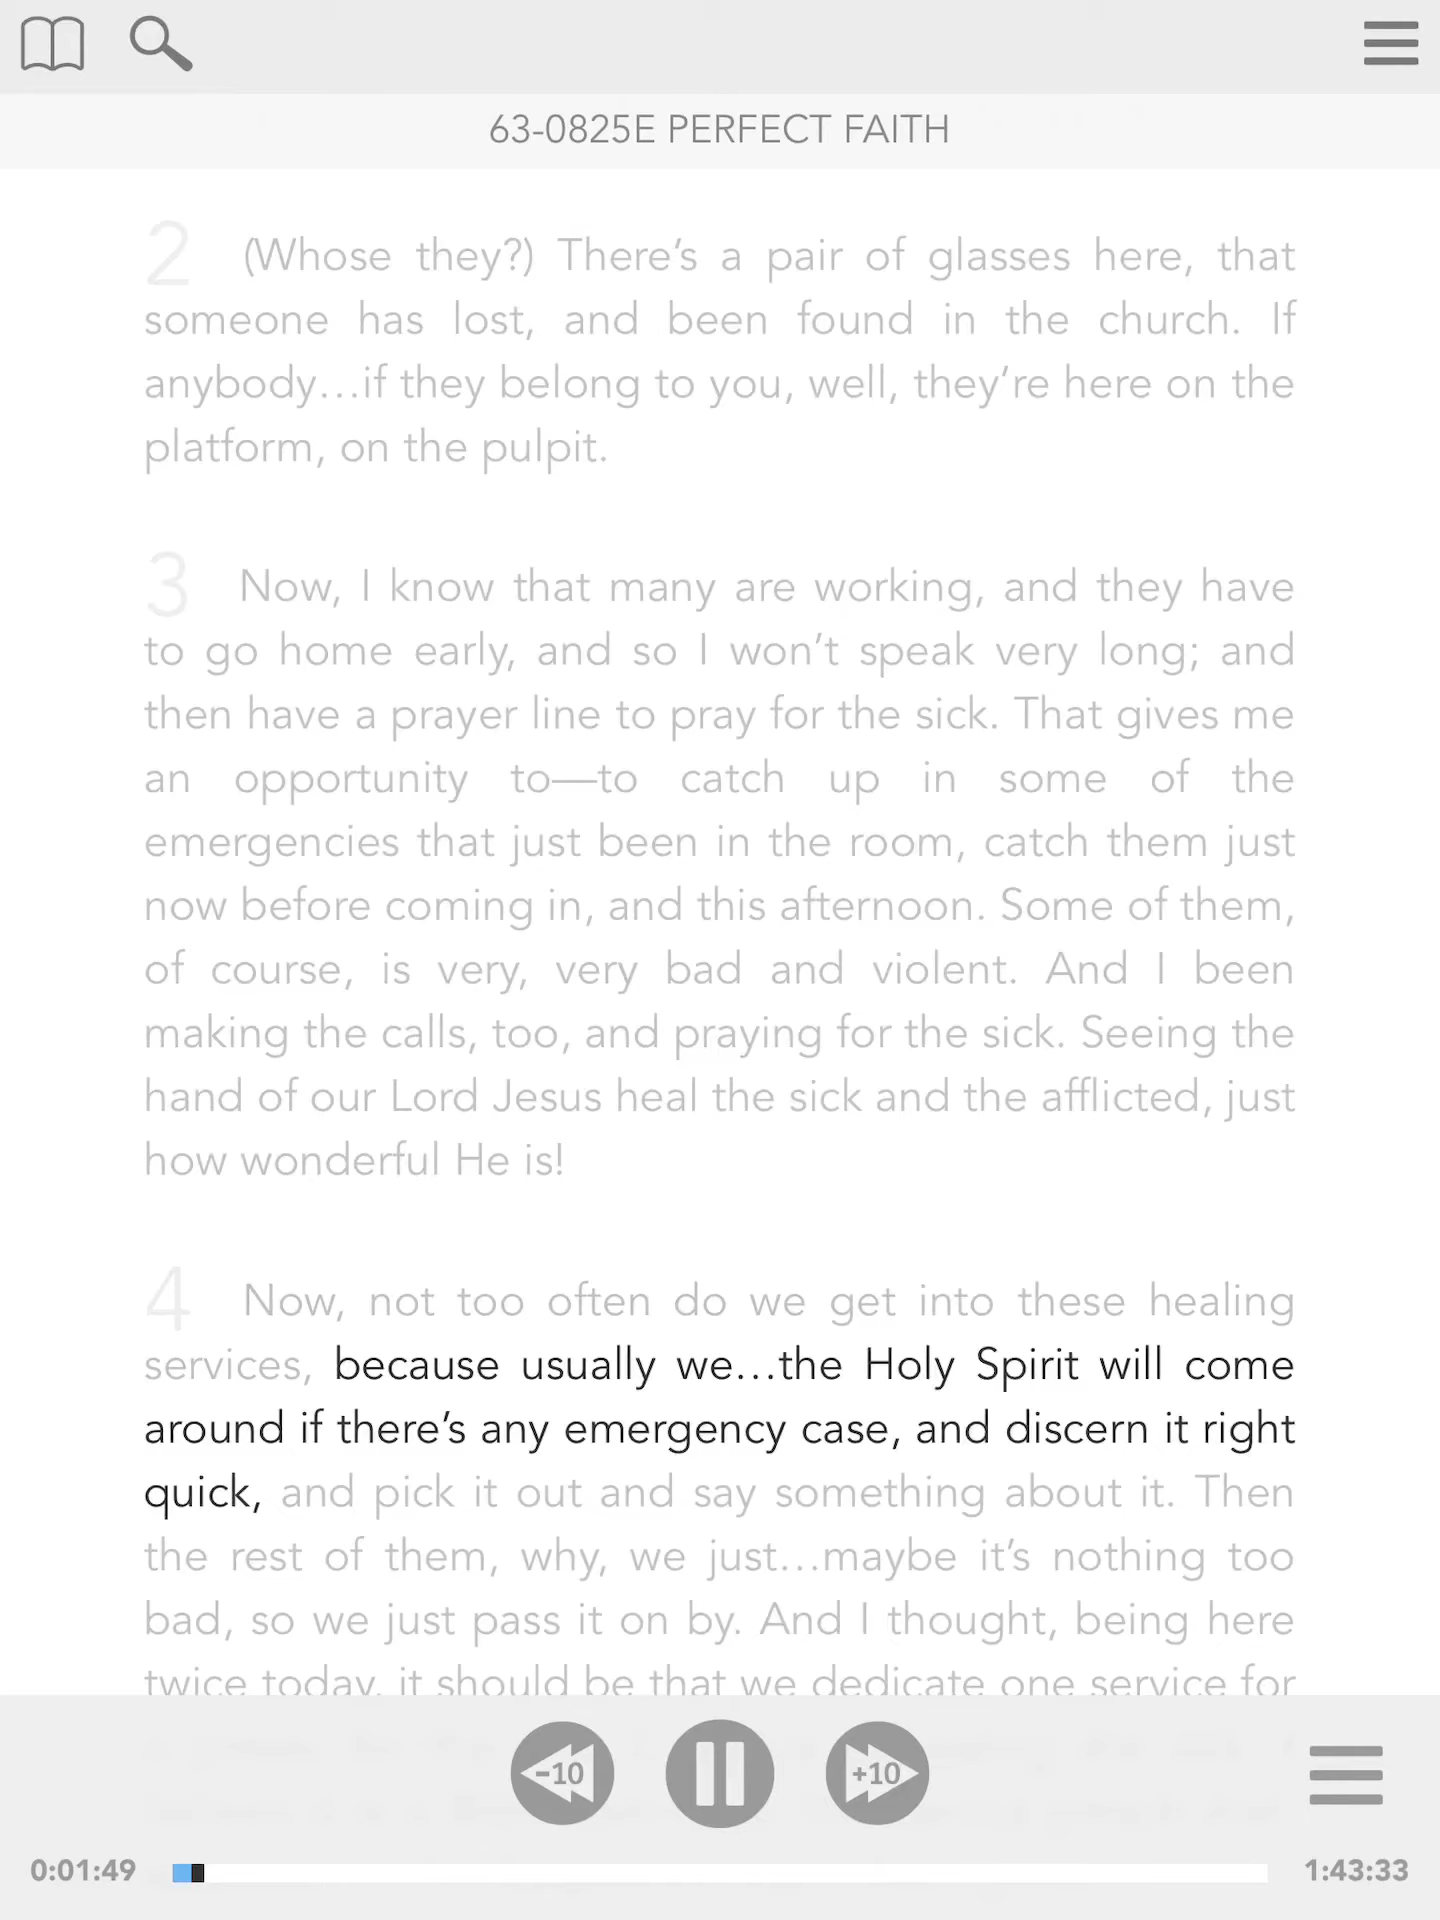 63-0825E PERFECT FAITH
2 (Whose they?) There’s a pair of glasses here, that
someone has lost, and been found in the church. If
anybody…if they belong to you, well, they’re here on the
platform, on the pulpit.
3 Now, I know that many are working, and they have
to go home early, and so I won’t speak very long; and
then have a prayer line to pray for the sick. That gives me
an opportunity to—to catch up in some of the
emergencies that just been in the room, catch them just
now before coming in, and this afternoon. Some of them,
of course, is very, very bad and violent. And I been
making the calls, too, and praying for the sick. Seeing the
hand of our Lord Jesus heal the sick and the afflicted, just
how wonderful He is!
4 Now, not too often do we get into these healing
services, because usually we…the Holy Spirit will come
around if there’s any emergency case, and discern it right
quick, and pick it out and say something about it. Then
the rest of them, why, we just…maybe it’s nothing too
bad, so we just pass it on by. And I thought, being here
twice today, it should be that we dedicate one service for
-10 +10
0:01:49 1:43:33